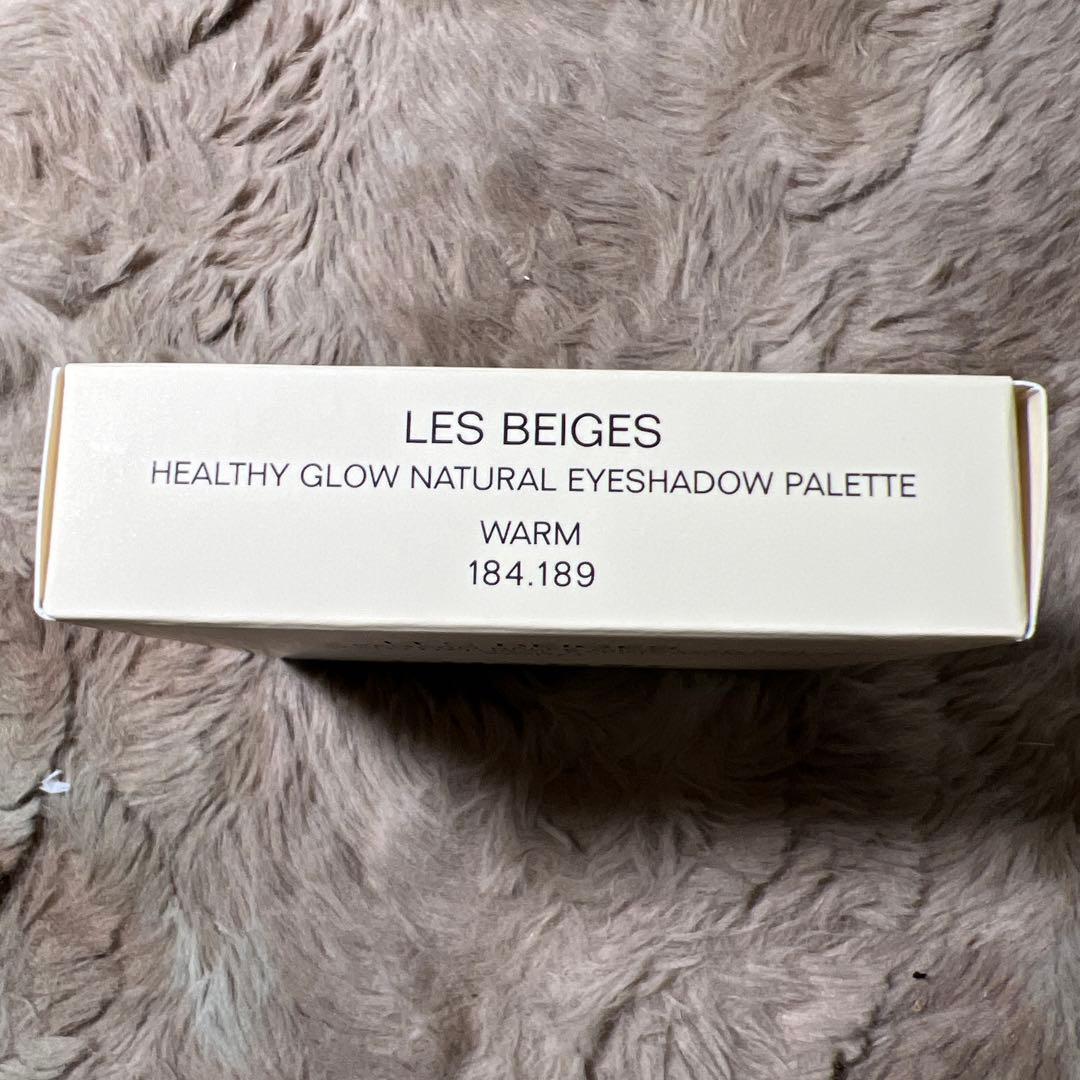 LES BEIGES
HEALTHY GLOW NATURAL EYESHADOW PALETTE
WARM
184.189